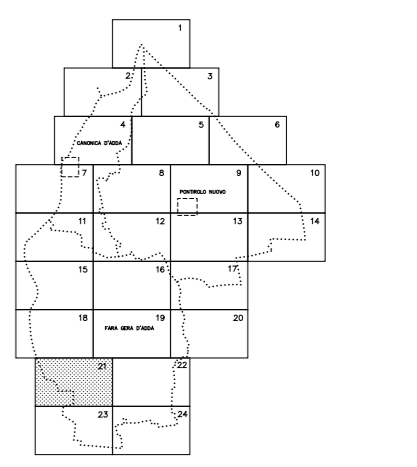 1
2 3
4 5 6
CANONICA D'ADDA
7 8 9 10
PONTIROLO NUOVO
11 12 13 14
15 16 17
18 19 20
FARA GERA D'ADDA
21 22
23 24